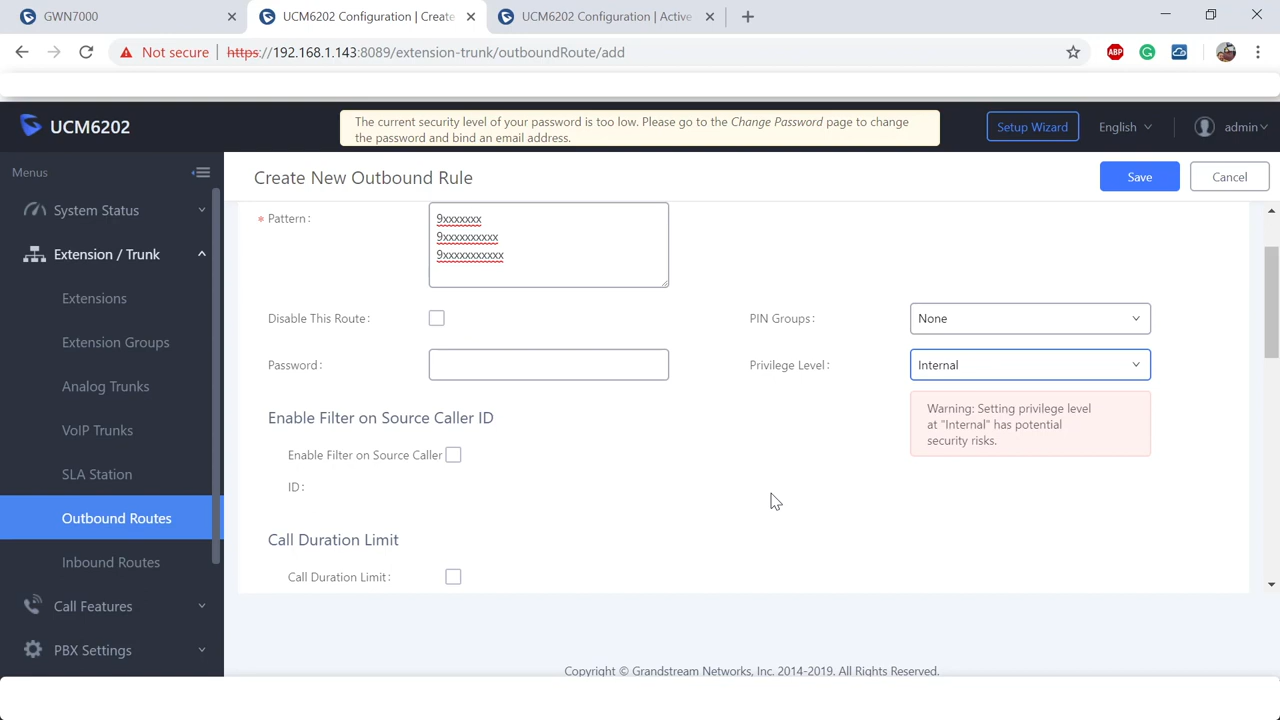 GWN7000
UCM6202 Configuration | Create
UCM6202 Configuration | Active
Not secure
https://192.168.1.143:8089/extension-trunk/outboundRoute/add
ABP
UCM6202
The current security level of your password is too low. Please go to the Change Password page to change
the password and bind an email address.
Setup Wizard
English
admin
Menus
System Status
Extension / Trunk
Extensions
Extension Groups
Analog Trunks
VoIP Trunks
SLA Station
Outbound Routes
Inbound Routes
Call Features
PBX Settings
Create New Outbound Rule
Save
Cancel
* Pattern :
9xxxxxxx
9xxxxxxxxxx
9xxxxxxxxxxx
Disable This Route :
PIN Groups :
None
Password :
Privilege Level :
Internal
Warning: Setting privilege level
at "Internal" has potential
security risks.
Enable Filter on Source Caller ID
Enable Filter on Source Caller
ID :
Call Duration Limit
Call Duration Limit :
Copyright © Grandstream Networks, Inc. 2014-2019. All Rights Reserved.